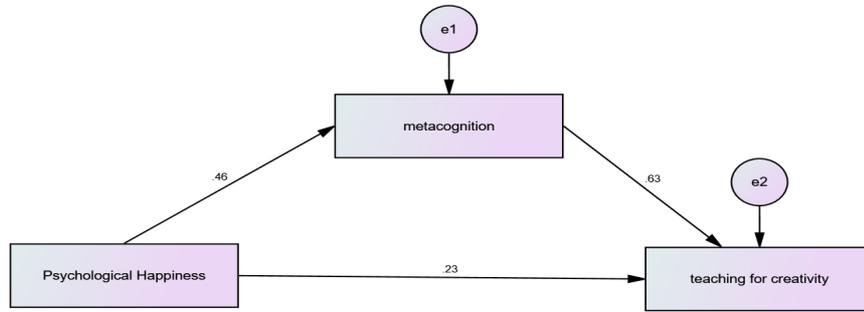 e1
metacognition
.46
.63
e2
Psychological Happiness
.23
teaching for creativity